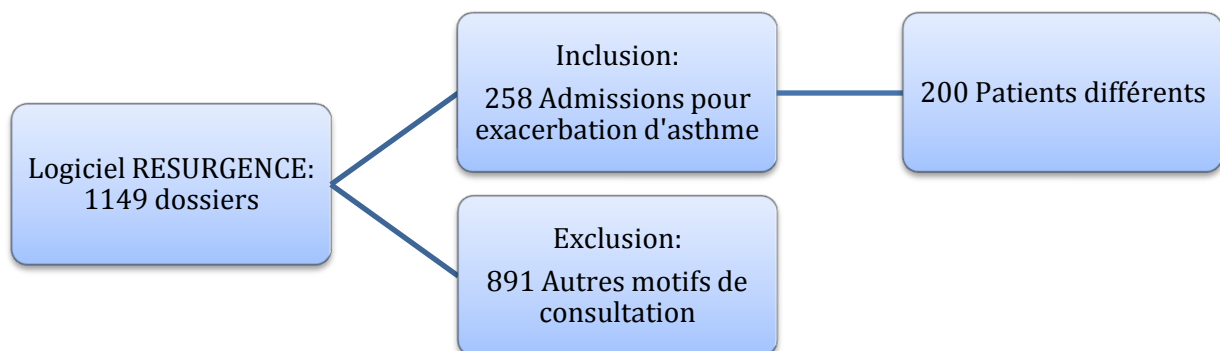 Logiciel RESURGENCE:
1149 dossiers
Inclusion:
258 Admissions pour
exacerbation d'asthme
200 Patients différents
Exclusion:
891 Autres motifs de
consultation